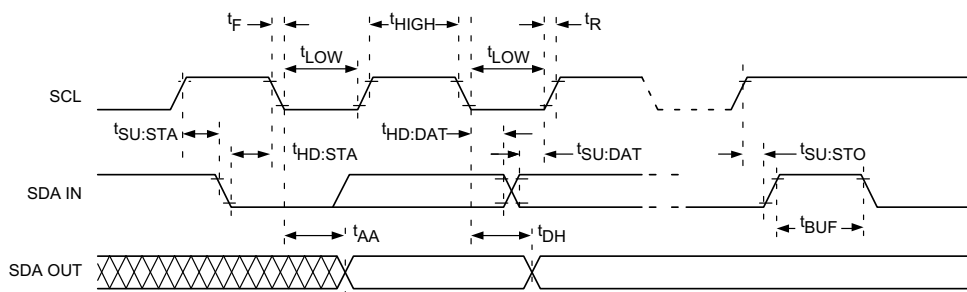 tF tHIGH tR
tLOW tLOW
SCL
tSU:STA tHD:STA tHD:DAT tSU:DAT tSU:STO
SDA IN
tAA tDH tBUF
SDA OUT